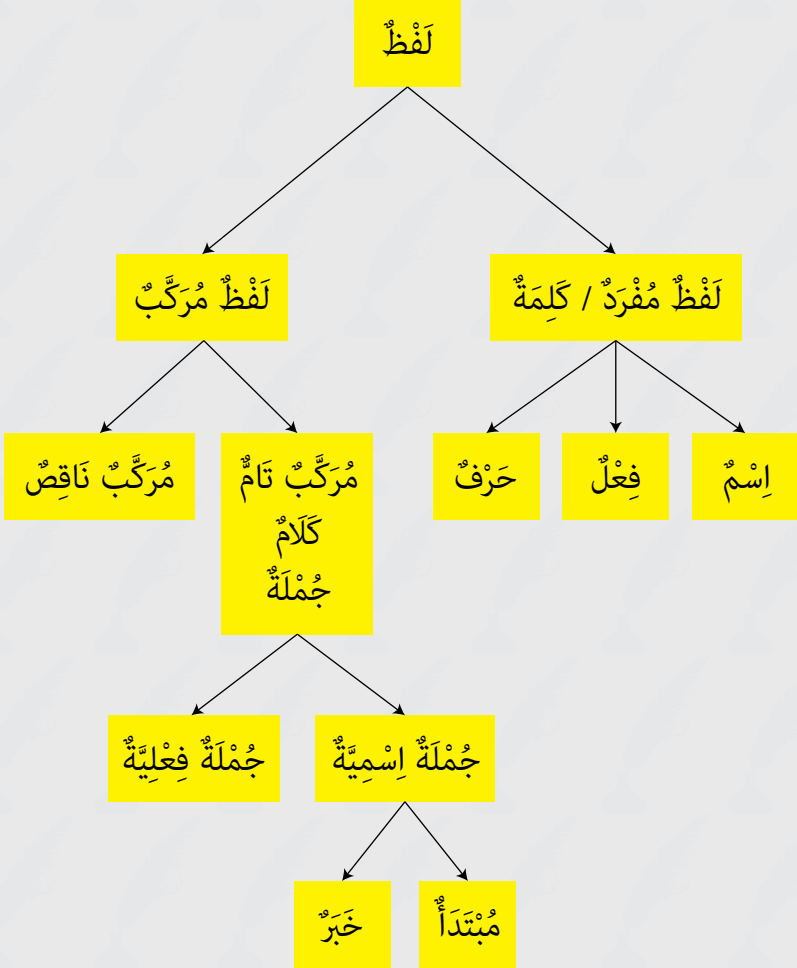 لَفْظٌ
لَفْظٌ مُفْرَدٌ / كَلِمَةٌ
لَفْظٌ مُرَكَّبٌ
اِسْمٌ
فِعْلٌ
حَرْفٌ
مُرَكَّبٌ تَامٌّ
كَلَامٌ
جُمْلَةٌ
مُرَكَّبٌ نَاقِصٌ
جُمْلَةٌ اِسْمِيَّةٌ
جُمْلَةٌ فِعْلِيَّةٌ
مُبْتَدَأٌ
خَبَرٌ